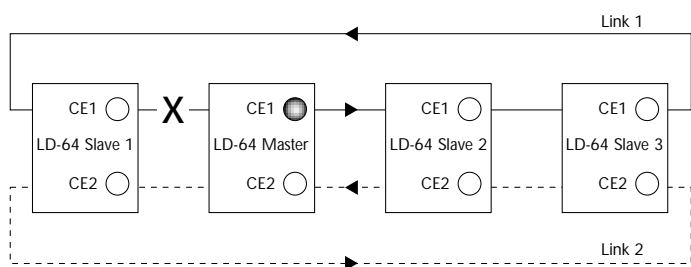 Link 1
CE1
X
CE1
CE1
CE1
LD-64 Slave 1
LD-64 Master
LD-64 Slave 2
LD-64 Slave 3
CE2
CE2
CE2
CE2
Link 2